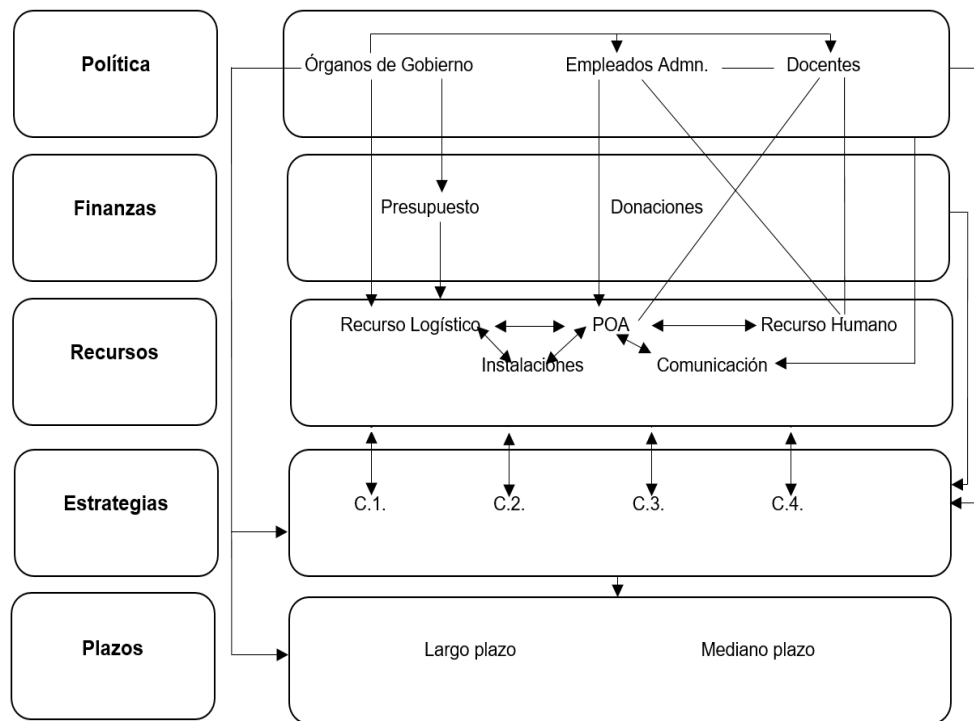 Política
Órganos de Gobierno
Empleados Admn.
Docentes
Finanzas
Presupuesto
Donaciones
Recursos
Recurso Logístico
POA
Recurso Humano
Instalaciones
Comunicación
Estrategias
C.1.
C.2.
C.3.
C.4.
Plazos
Largo plazo
Mediano plazo